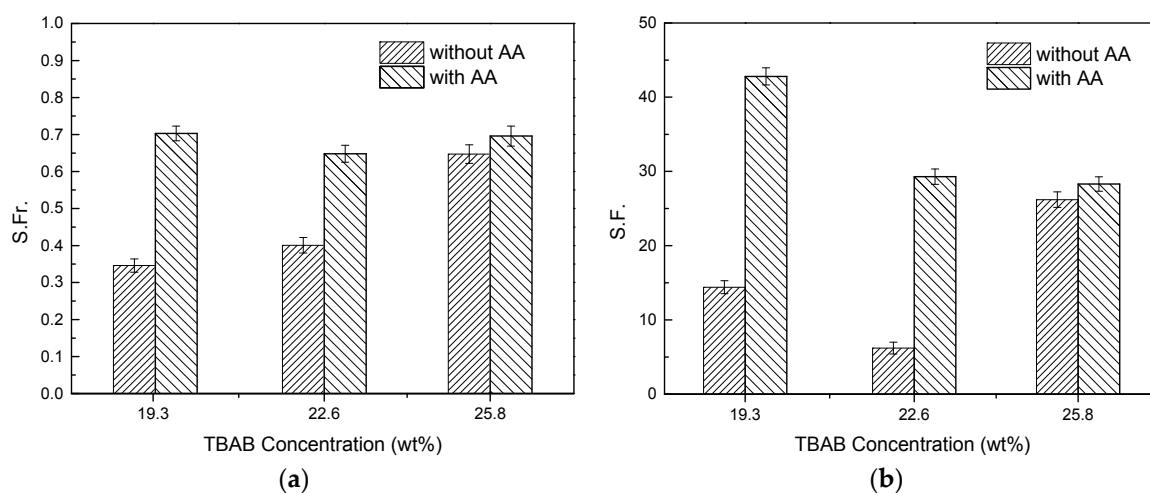 1.0
0.9
0.8
0.7
0.6
0.5
0.4
0.3
0.2
0.1
0.0
S.Fr.
without AA
with AA
19.3 22.6 25.8
TBAB Concentration (wt%)
(a)
50
40
30
20
10
0
S.F.
without AA
with AA
19.3 22.6 25.8
TBAB Concentration (wt%)
(b)